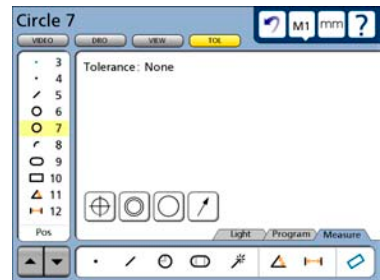 Circle 7
M1
mm
?
VIDEO
DRO
VIEW
TOL
3
4
5
6
7
8
9
10
11
12
Pos
Tolerance: None
Light
Program
Measure